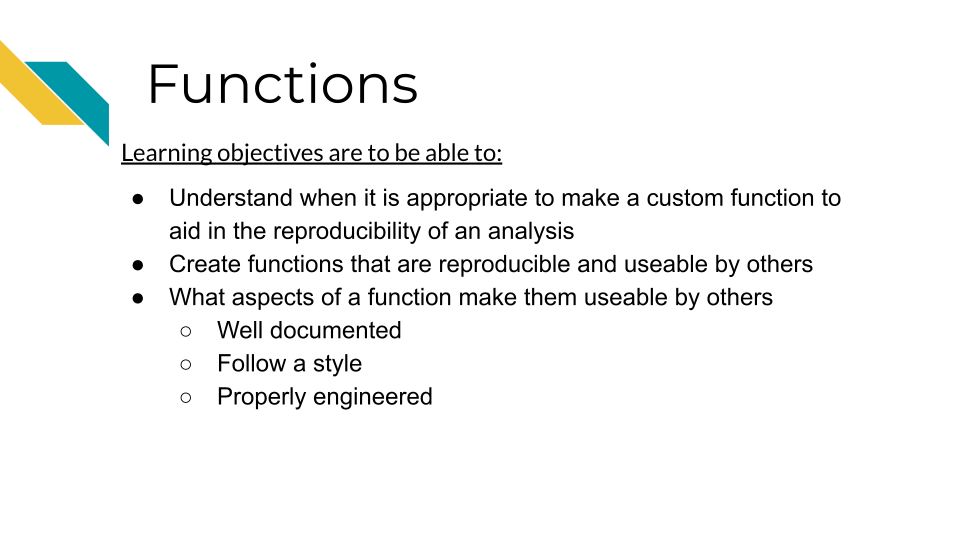 Functions
Learning objectives are to be able to:
● Understand when it is appropriate to make a custom function to
aid in the reproducibility of an analysis
● Create functions that are reproducible and useable by others
● What aspects of a function make them useable by others
○ Well documented
○ Follow a style
○ Properly engineered